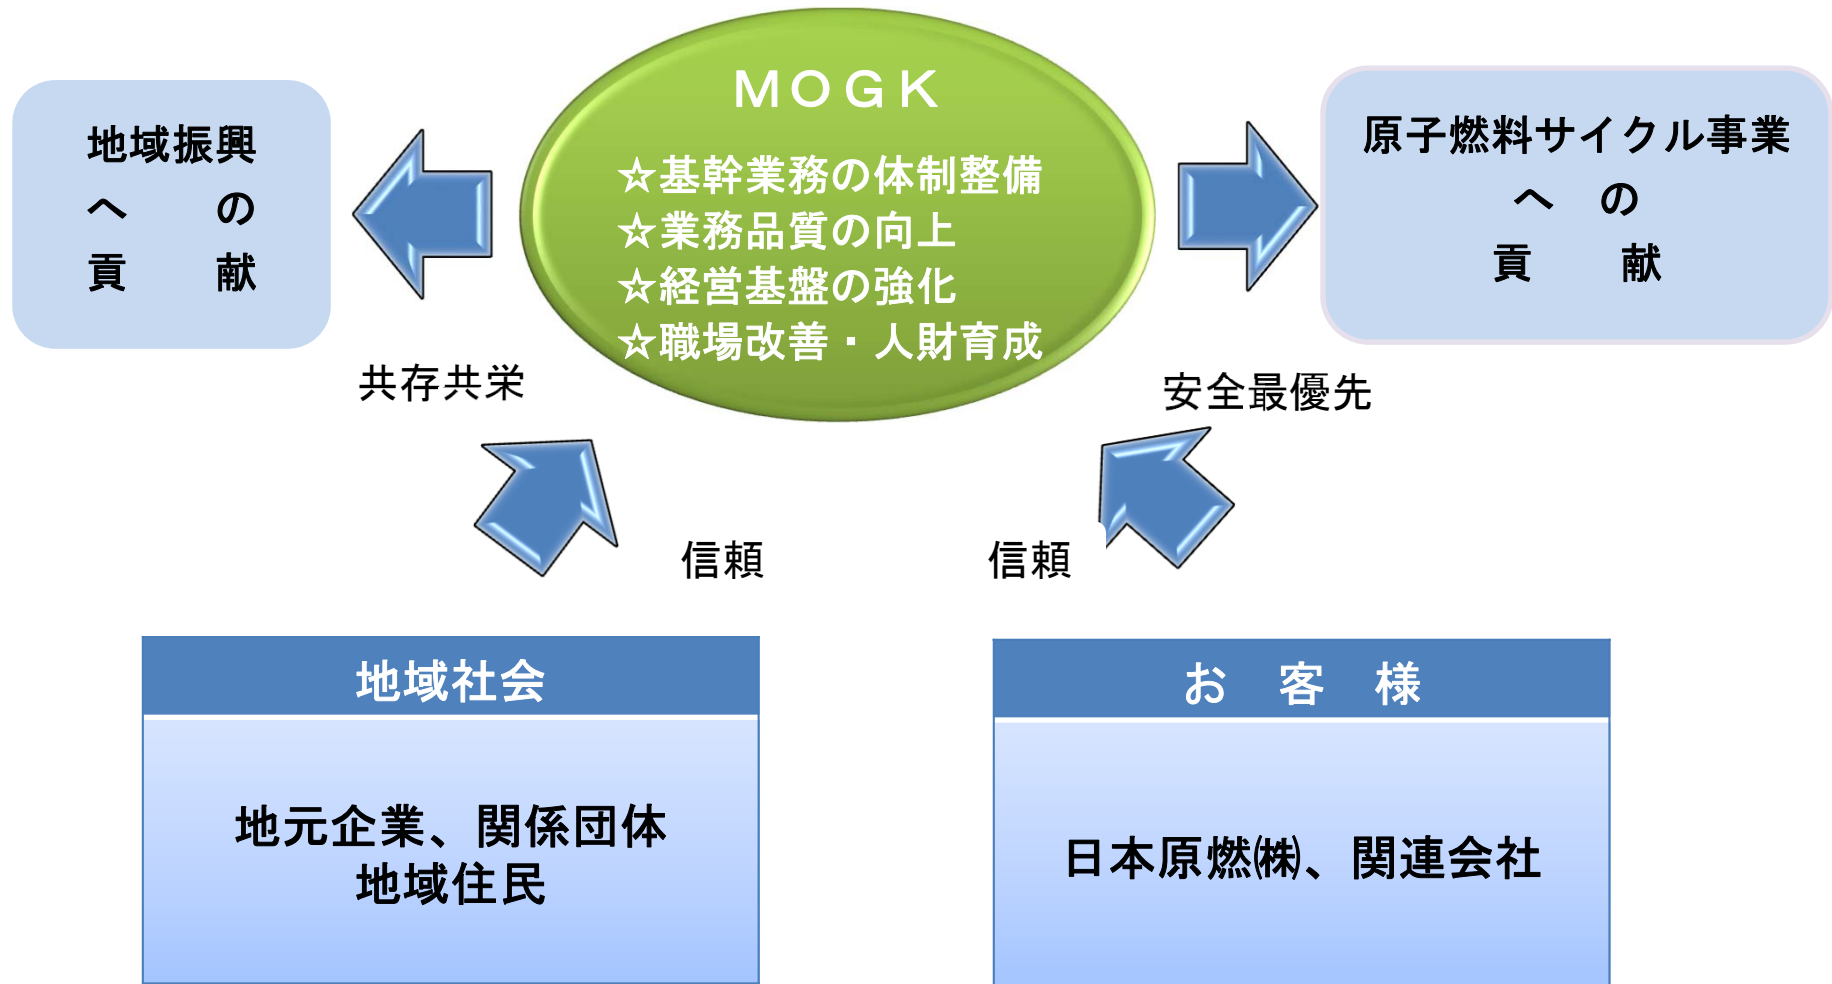 MOGK
☆基幹業務の体制整備
☆業務品質の向上
☆経営基盤の強化
☆職場改善・人財育成
地域振興
へ の
貢 献
原子燃料サイクル事業
へ の
貢 献
共存共栄
安全最優先
信頼
信頼
地域社会
地元企業、関係団体
地域住民
お 客 様
日本原燃㈱、関連会社